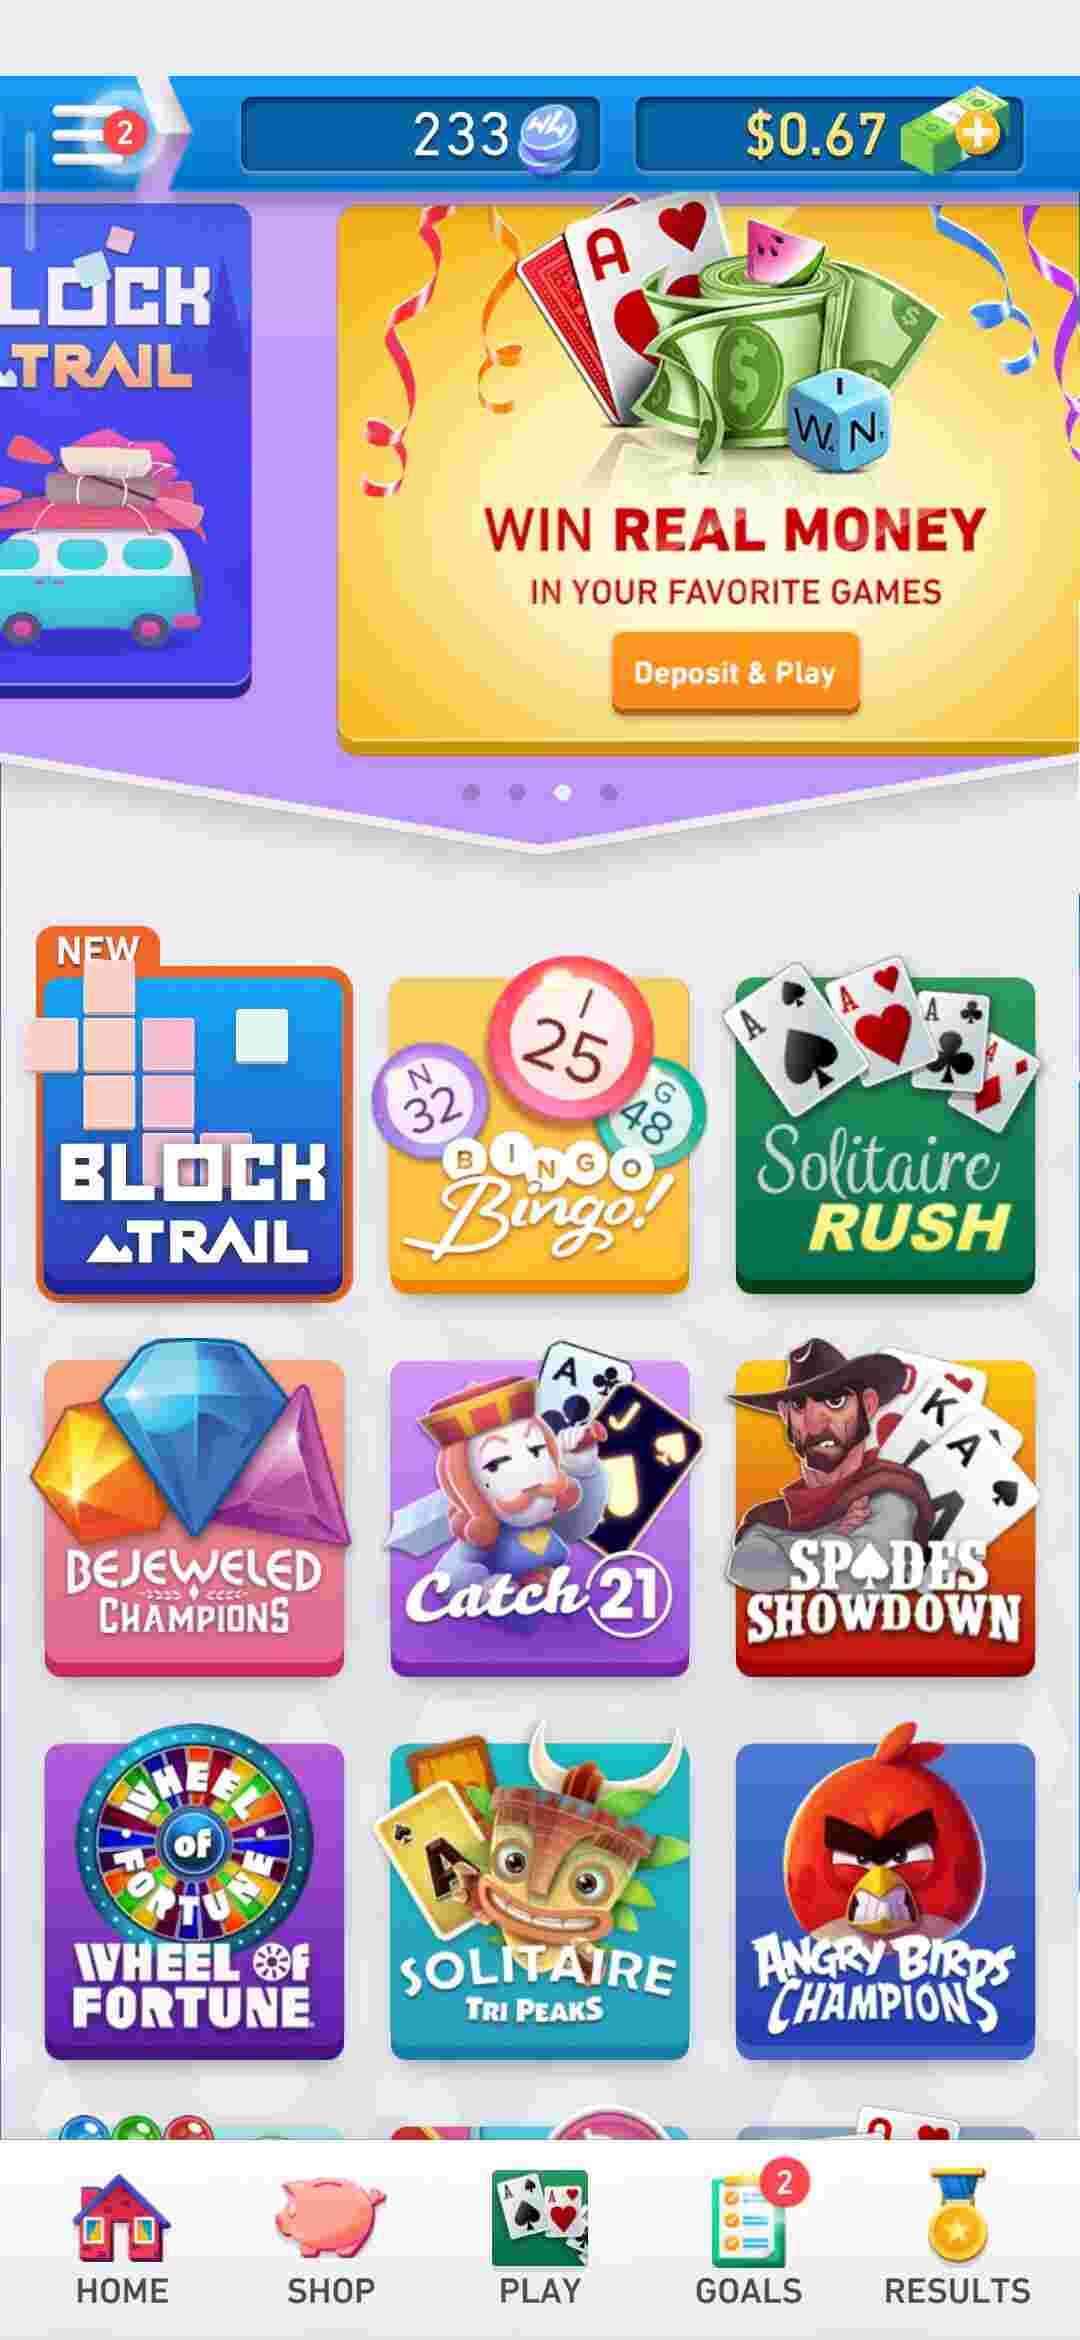 2
233
$0.67
LOCK
TRAIL
A
I
W N
WIN REAL MONEY
IN YOUR FAVORITE GAMES
Deposit & Play
NEW
BLOCK
TRAIL
I
25
N
32
G
48
BINGO
Bingo!
A
A
A
4
Solitaire
RUSH
BEJEWELED
CHAMPIONS
A
J
Catch 21
K
A
SPADES
SHOWDOWN
WHEEL
OF
FORTUNE
WHEEL OF
FORTUNE
A
SOLITAIRE
TRI PEAKS
ANGRY BIRDS
CHAMPIONS
A
A
2
HOME
SHOP
PLAY
GOALS
RESULTS